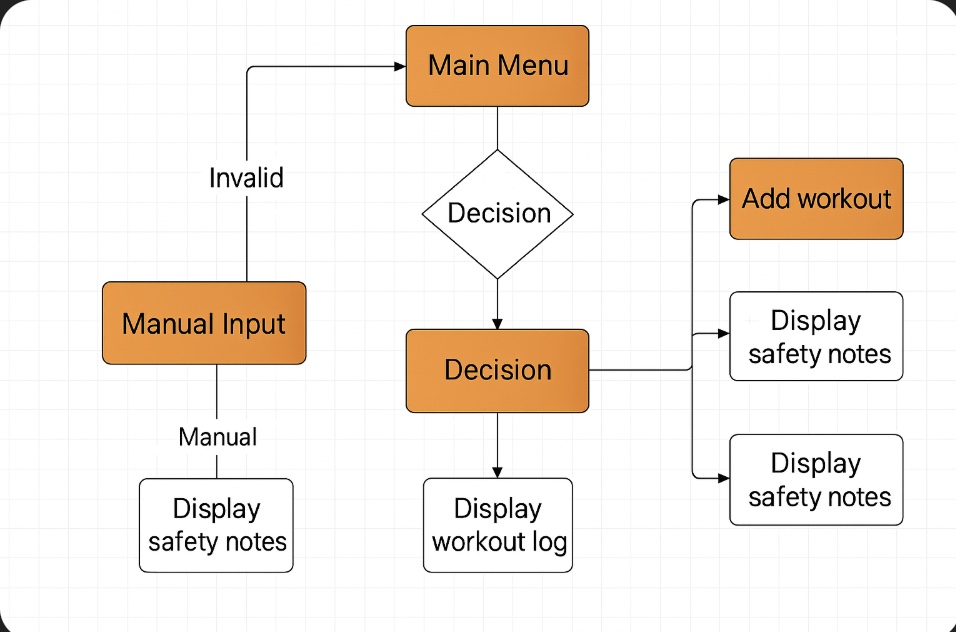 Main Menu
Invalid
Decision
Add workout
Manual Input
Decision
Display
safety notes
Manual
Display
safety notes
Display
workout log
Display
safety notes